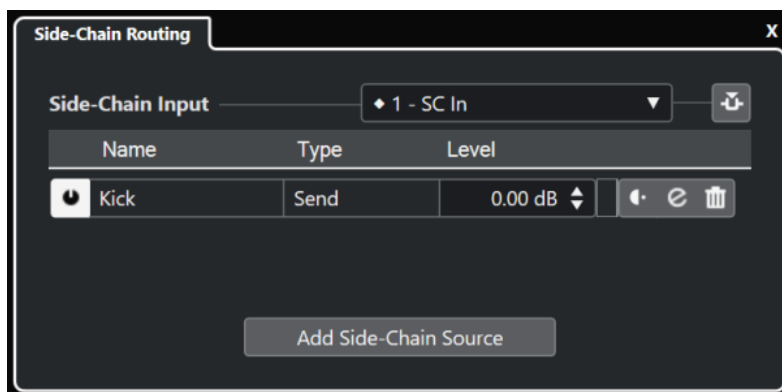 Side-Chain Routing X
Side-Chain Input 1 - SC In
Name Type Level
Kick Send 0.00 dB
Add Side-Chain Source